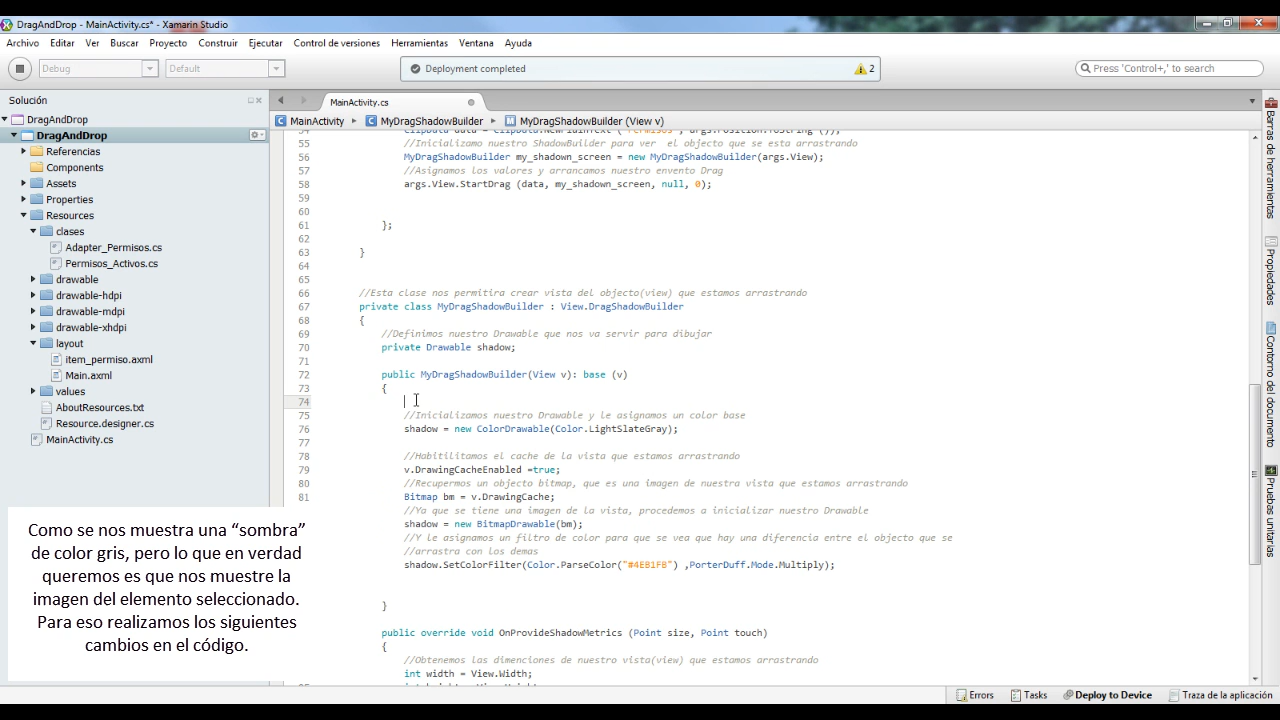 DragAndDrop - MainActivity.cs* - Xamarin Studio
Archivo Editar Ver Buscar Proyecto Construir Ejecutar Control de versiones Herramientas Ventana Ayuda
Debug Default Deployment completed 2 Press 'Control+,' to search
Solución
DragAndDrop
DragAndDrop
Referencias
Components
Assets
Properties
Resources
clases
Adapter_Permisos.cs
Permisos_Activos.cs
drawable
drawable-hdpi
drawable-mdpi
drawable-xhdpi
layout
item_permiso.axml
Main.axml
values
AboutResources.txt
Resource.designer.cs
MainActivity.cs
Como se nos muestra una “sombra”
de color gris, pero lo que en verdad
queremos es que nos muestre la
imagen del elemento seleccionado.
Para eso realizamos los siguientes
cambios en el código.
MainActivity.cs
MainActivity MyDragShadowBuilder MyDragShadowBuilder (View v)
54 ClipData data = ClipData.NewPlainText ("Permisos", args.Position.ToString ());
55 //Inicializamo nuestro ShadowBuilder para ver  el objecto que se esta arrastrando
56 MyDragShadowBuilder my_shadown_screen = new MyDragShadowBuilder(args.View);
57 //Asignamos los valores y arrancamos nuestro envento Drag
58 args.View.StartDrag (data, my_shadown_screen, null, 0);
59
60
61 };
62
63 }
64
65
66 //Esta clase nos permitira crear vista del objecto(view) que estamos arrastrando
67 private class MyDragShadowBuilder : View.DragShadowBuilder
68 {
69 //Definimos nuestro Drawable que nos va servir para dibujar
70 private Drawable shadow;
71
72 public MyDragShadowBuilder(View v): base (v)
73 {
74
75 //Inicializamos nuestro Drawable y le asignamos un color base
76 shadow = new ColorDrawable(Color.LightSlateGray);
77
78 //Habitilitamos el cache de la vista que estamos arrastrando
79 v.DrawingCacheEnabled =true;
80 //Recupermos un objecto bitmap, que es una imagen de nuestra vista que estamos arrastrando
81 Bitmap bm = v.DrawingCache;
//Ya que se tiene una imagen de la vista, procedemos a inicializar nuestro Drawable
shadow = new BitmapDrawable(bm);
//Y le asignamos un filtro de color para que se vea que hay una diferencia entre el objecto que se
//arrastra con los demas
shadow.SetColorFilter(Color.ParseColor("#4EB1FB") ,PorterDuff.Mode.Multiply);
}
public override void OnProvideShadowMetrics (Point size, Point touch)
{
//Obtenemos las dimenciones de nuestro vista(view) que estamos arrastrando
int width = View.Width;
Barras de herramientas
Propiedades
Contorno del documento
Pruebas unitarias
Errors Tasks Deploy to Device Traza de la aplicación